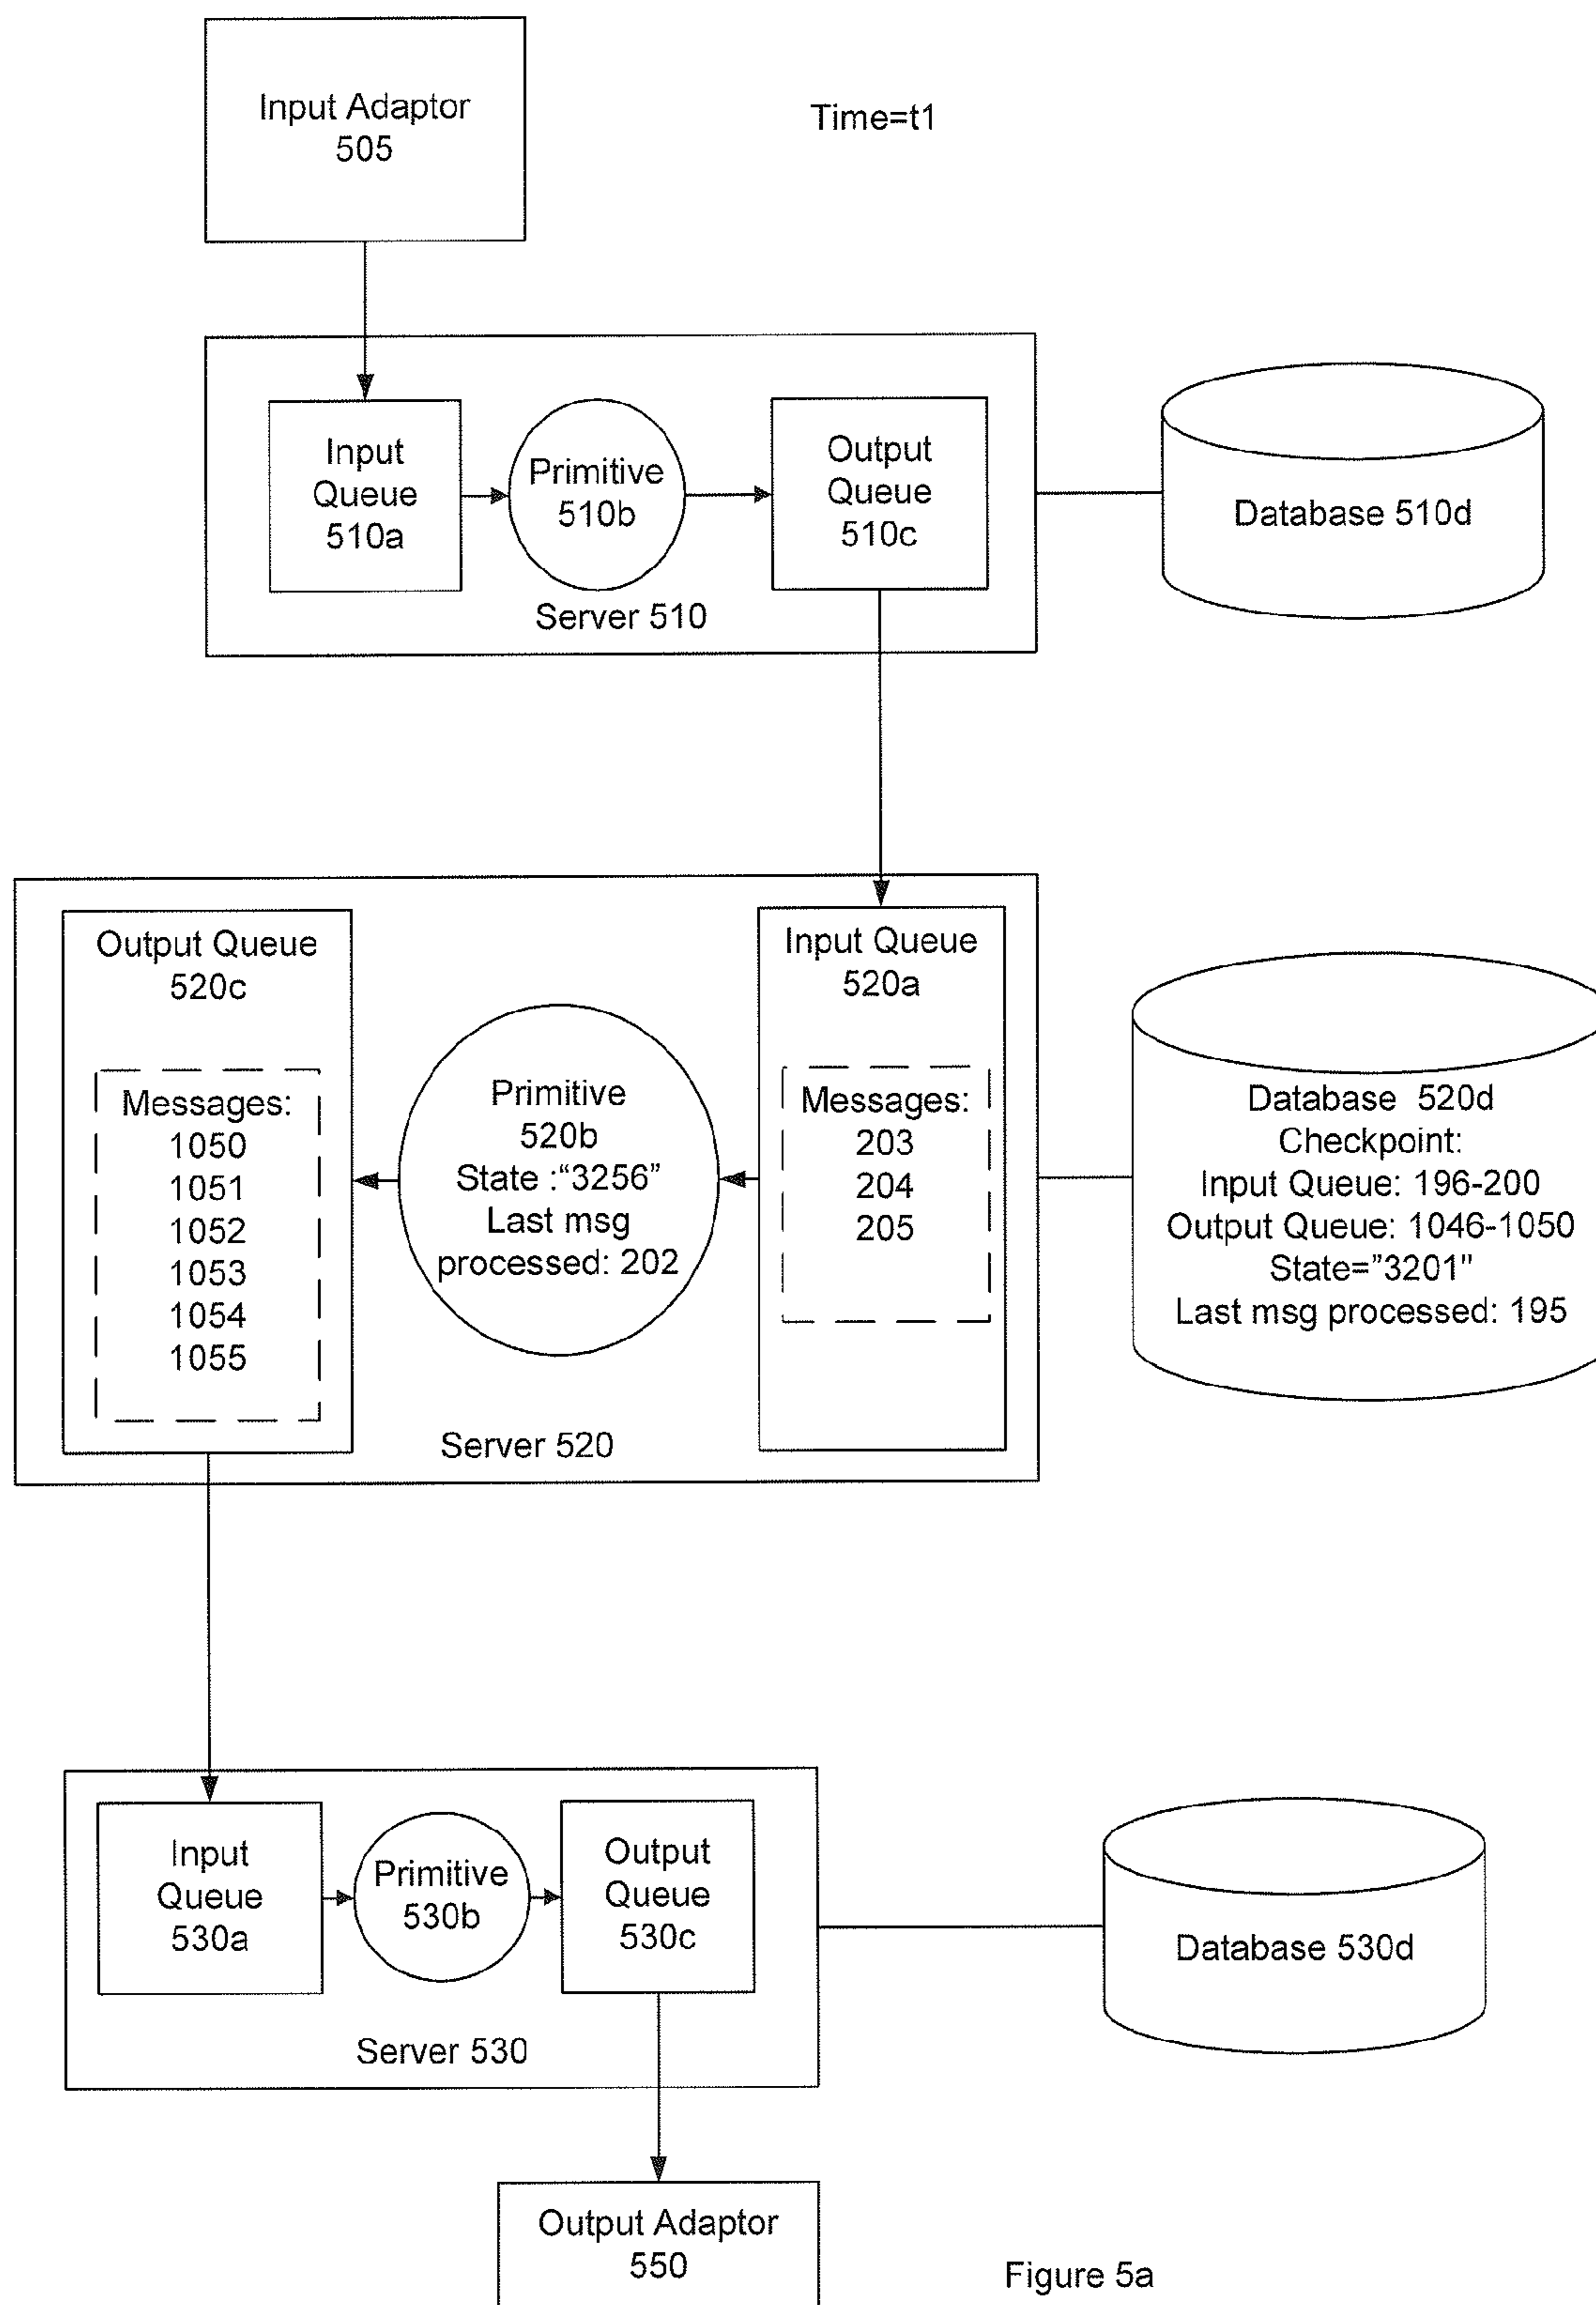 Input Adaptor
505
Time=t1
Input
Queue
510a
Primitive
510b
Output
Queue
510c
Server 510
Database 510d
Output Queue
520c
Messages:
1050
1051
1052
1053
1054
1055
Primitive
520b
State :“3256”
Last msg
processed: 202
Input Queue
520a
Messages:
203
204
205
Server 520
Database 520d
Checkpoint:
Input Queue: 196-200
Output Queue: 1046-1050
State=”3201"
Last msg processed: 195
Input
Queue
530a
Primitive
530b
Output
Queue
530c
Server 530
Database 530d
Output Adaptor
550
Figure 5a